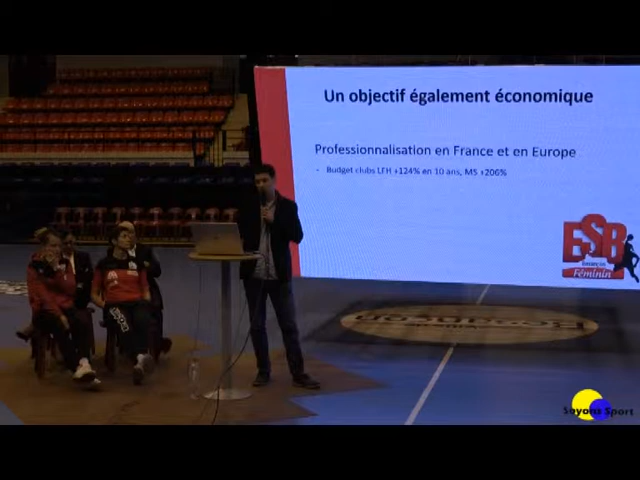 Un objectif également économique
Professionnalisation en France et en Europe
- Budget clubs LFH +124% en 10 ans, MS +206%
ESB
Féminin
Sayons Sport